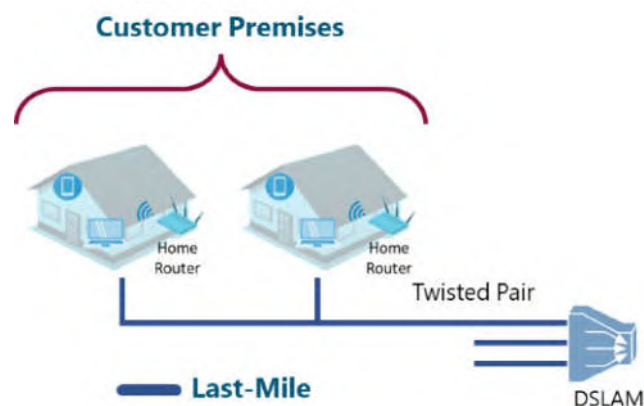 Customer Premises
Home
Router
Home
Router
Twisted Pair
Last-Mile
DSLAM